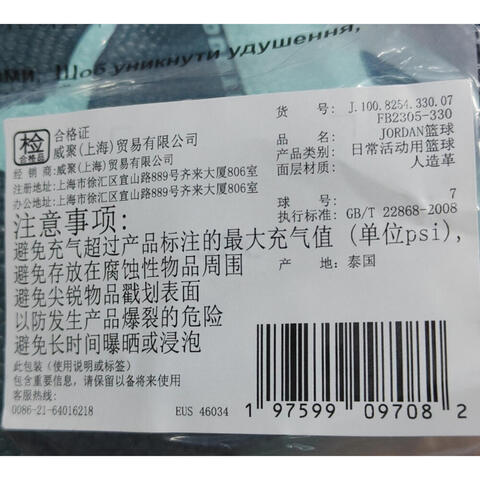 ами. Щоб уникнути удушення,
检
合格品
合格证
威聚(上海)贸易有限公司
经 销 商:威聚(上海)贸易有限公司
注册地址:上海市徐汇区宜山路889号齐来大厦806室
办公地址:上海市徐汇区宜山路889号齐来大厦806室
货 号: J.100.8254.330.07
FB2305-330
品 名: JORDAN篮球
产品类别: 日常活动用篮球
面层材质: 人造革
球 号: 7
执行标准: GB/T 22868-2008
产 地: 泰国
注意事项:
避免充气超过产品标注的最大充气值 (单位psi),
避免存放在腐蚀性物品周围
避免尖锐物品戳划表面
以防发生产品爆裂的危险
避免长时间曝晒或浸泡
此包装(使用说明或标签)
包含重要信息, 请保留以备将来使用
客服热线:
0086-21-64016218
EUS 46034
1 97599 09708 2